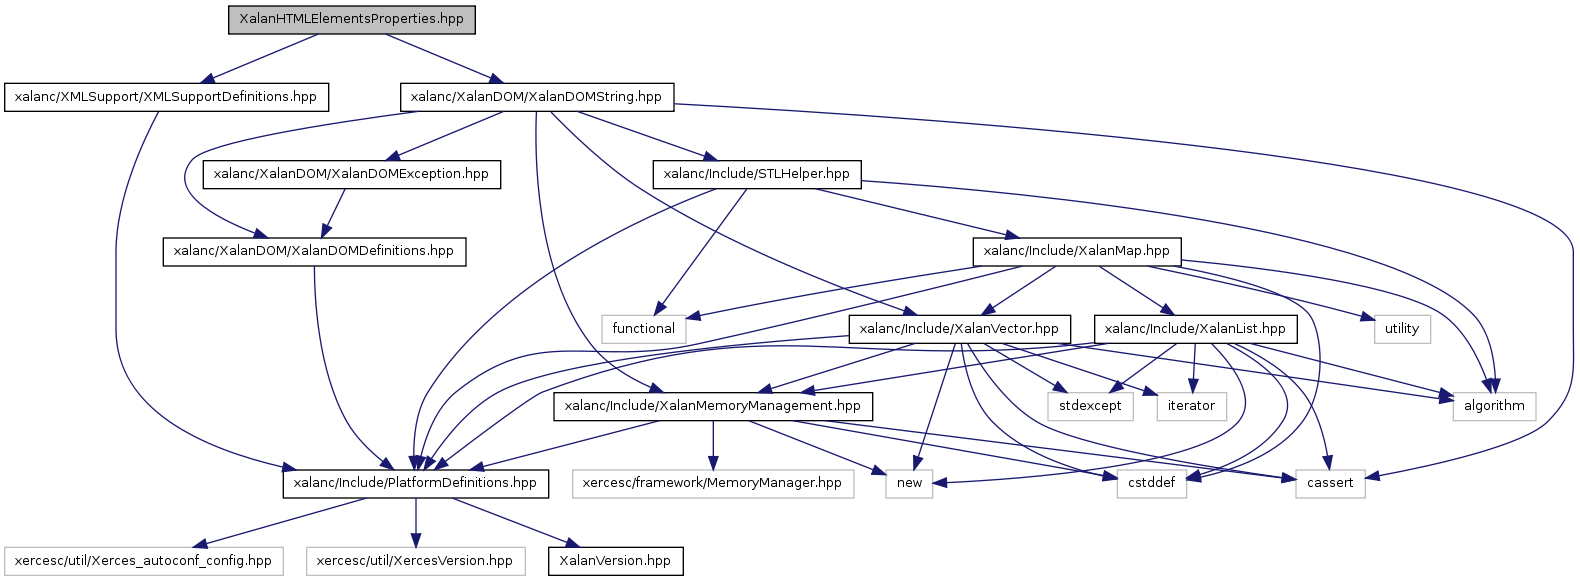 XalanHTMLElementsProperties.hpp
xalanc/XMLSupport/XMLSupportDefinitions.hpp
xalanc/XalanDOM/XalanDOMString.hpp
xalanc/XalanDOM/XalanDOMException.hpp
xalanc/Include/STLHelper.hpp
xalanc/XalanDOM/XalanDOMDefinitions.hpp
xalanc/Include/XalanMap.hpp
functional
xalanc/Include/XalanVector.hpp
xalanc/Include/XalanList.hpp
utility
xalanc/Include/XalanMemoryManagement.hpp
stdexcept
iterator
algorithm
xalanc/Include/PlatformDefinitions.hpp
xercesc/framework/MemoryManager.hpp
new
cstddef
cassert
xercesc/util/Xerces_autoconf_config.hpp
xercesc/util/XercesVersion.hpp
XalanVersion.hpp